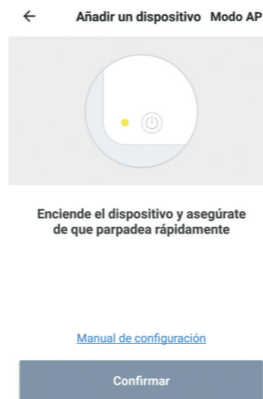 Añadir un dispositivo Modo AP
Enciende el dispositivo y asegúrate
de que parpadea rápidamente
Manual de configuración
Confirmar